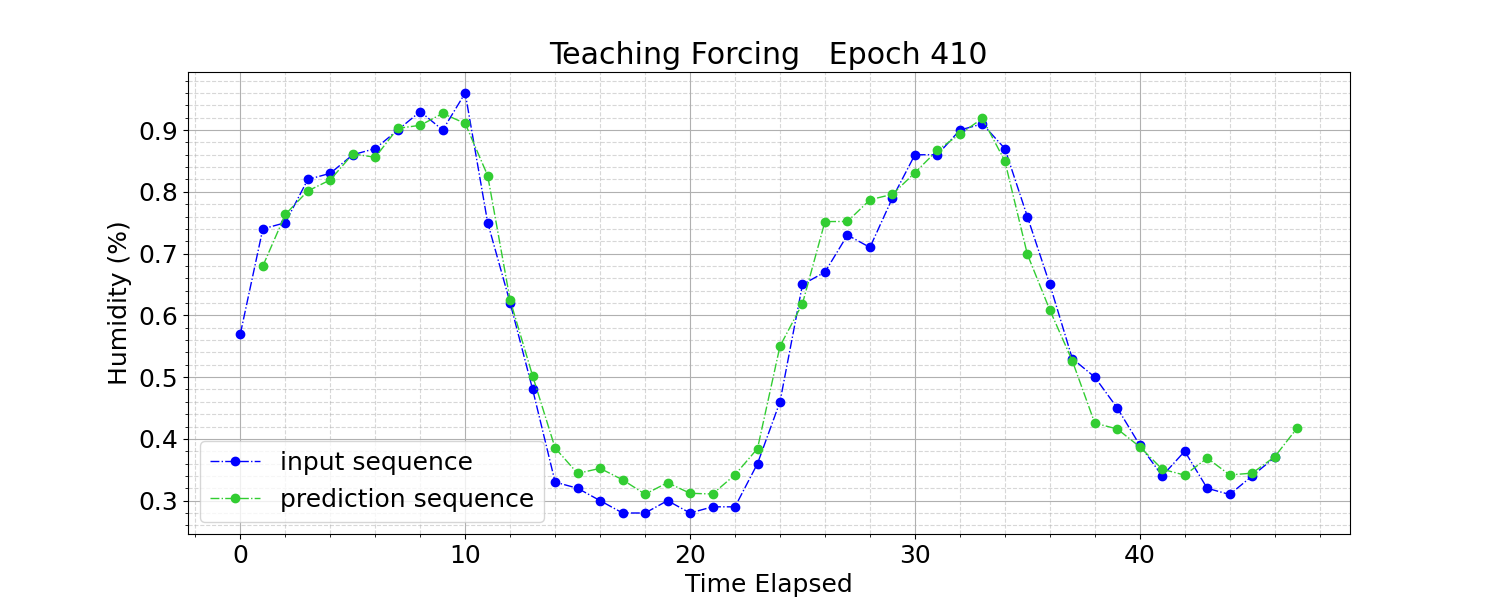 Teaching Forcing   Epoch 410
Humidity (%)
0.9
0.8
0.7
0.6
0.5
0.4
0.3
input sequence
prediction sequence
0 10 20 30 40
Time Elapsed